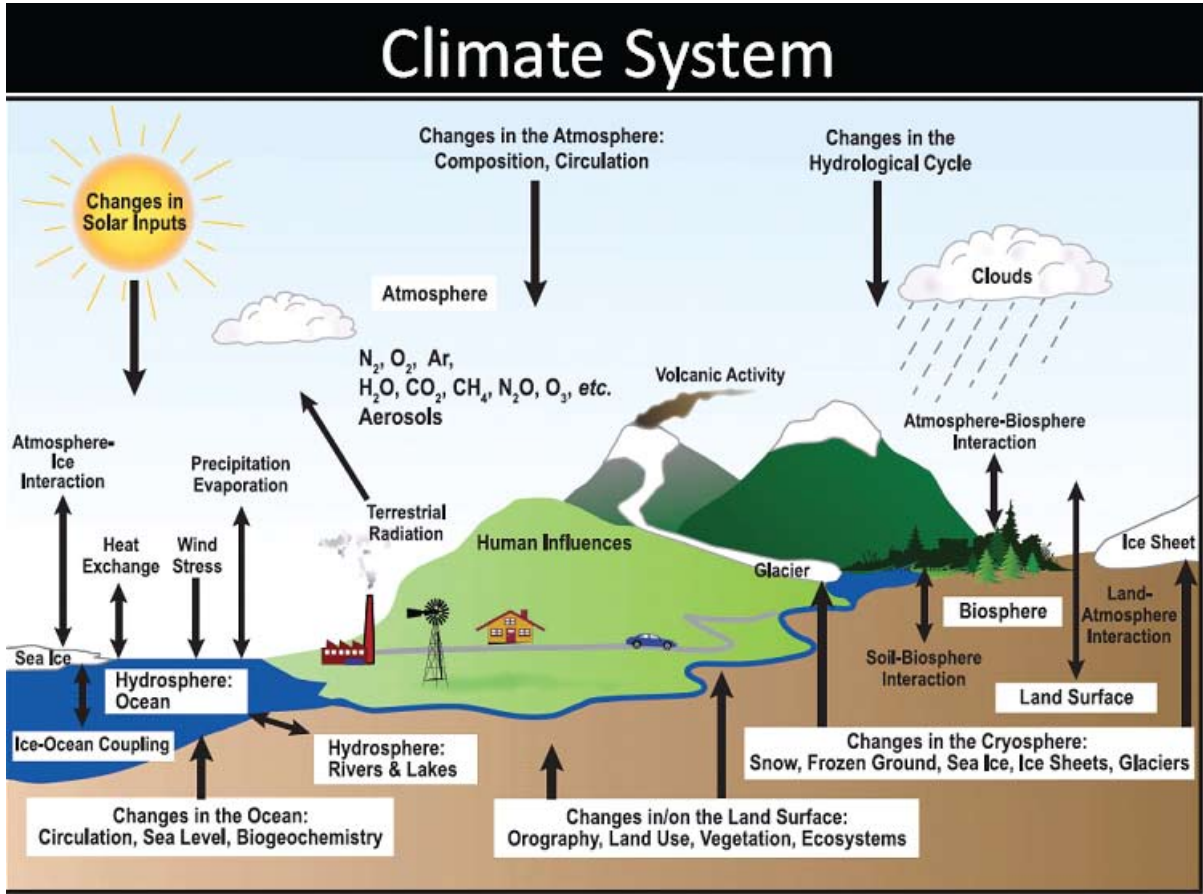 Climate System
Changes in the Atmosphere:
Composition, Circulation
Changes in the
Hydrological Cycle
Changes in
Solar Inputs
Clouds
Atmosphere
N₂, O₂, Ar,
H₂O, CO₂, CH₄, N₂O, O₃, etc.
Aerosols
Volcanic Activity
Atmosphere-
Ice
Interaction
Precipitation
Evaporation
Atmosphere-Biosphere
Interaction
Terrestrial
Radiation
Heat
Exchange
Wind
Stress
Human Influences
Ice Sheet
Glacier
Biosphere
Land-
Atmosphere
Interaction
Sea Ice
Soil-Biosphere
Interaction
Hydrosphere:
Ocean
Land Surface
Ice-Ocean Coupling
Hydrosphere:
Rivers & Lakes
Changes in the Cryosphere:
Snow, Frozen Ground, Sea Ice, Ice Sheets, Glaciers
Changes in the Ocean:
Circulation, Sea Level, Biogeochemistry
Changes in/on the Land Surface:
Orography, Land Use, Vegetation, Ecosystems